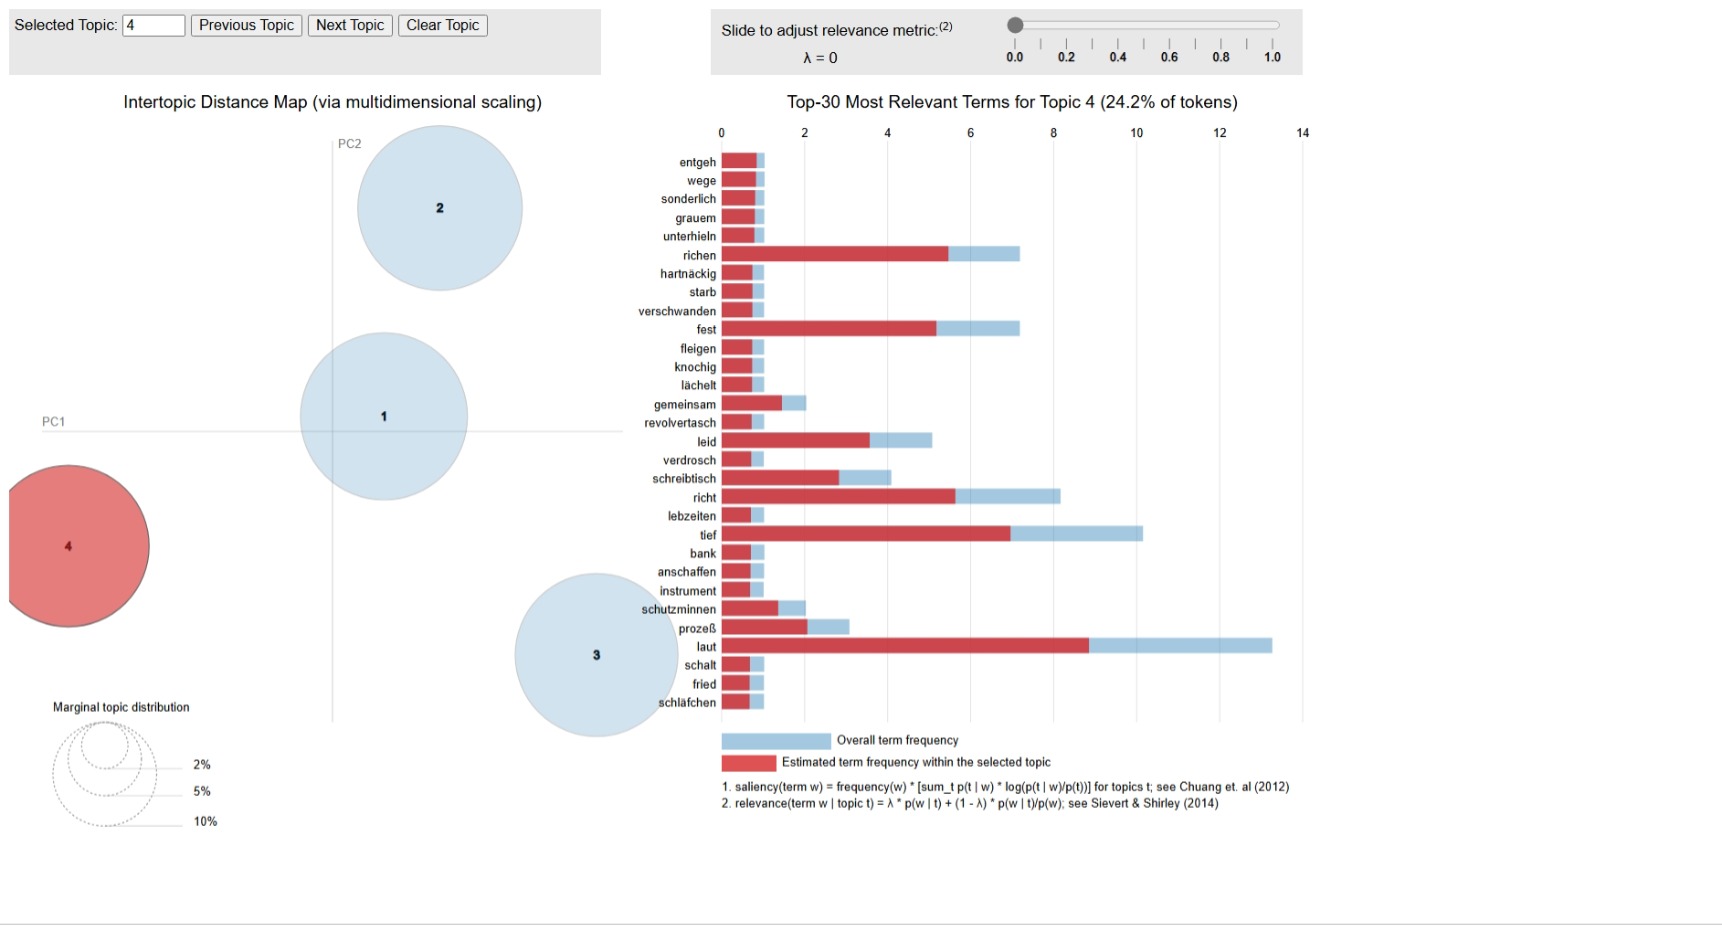 Selected Topic: 4 Previous Topic Next Topic Clear Topic
Slide to adjust relevance metric:(2)
λ = 0
0.0 0.2 0.4 0.6 0.8 1.0
Intertopic Distance Map (via multidimensional scaling)
PC2
2
1
PC1
4
3
Marginal topic distribution
2%
5%
10%
Top-30 Most Relevant Terms for Topic 4 (24.2% of tokens)
0 2 4 6 8 10 12 14
entgeh
wege
sonderlich
grauem
unterhieln
richen
hartnäckig
starb
verschwanden
fest
fleigen
knochig
lächelt
gemeinsam
revolvertasch
leid
verdrosch
schreibtisch
richt
lebzeiten
tief
bank
anschaffen
instrument
schutzminnen
prozeß
laut
schalt
fried
schläfchen
Overall term frequency
Estimated term frequency within the selected topic
1. saliency(term w) = frequency(w) * [sum_t p(t | w) * log(p(t | w)/p(t))] for topics t; see Chuang et. al (2012)
2. relevance(term w | topic t) = λ * p(w | t) + (1 - λ) * p(w | t)/p(w); see Sievert & Shirley (2014)